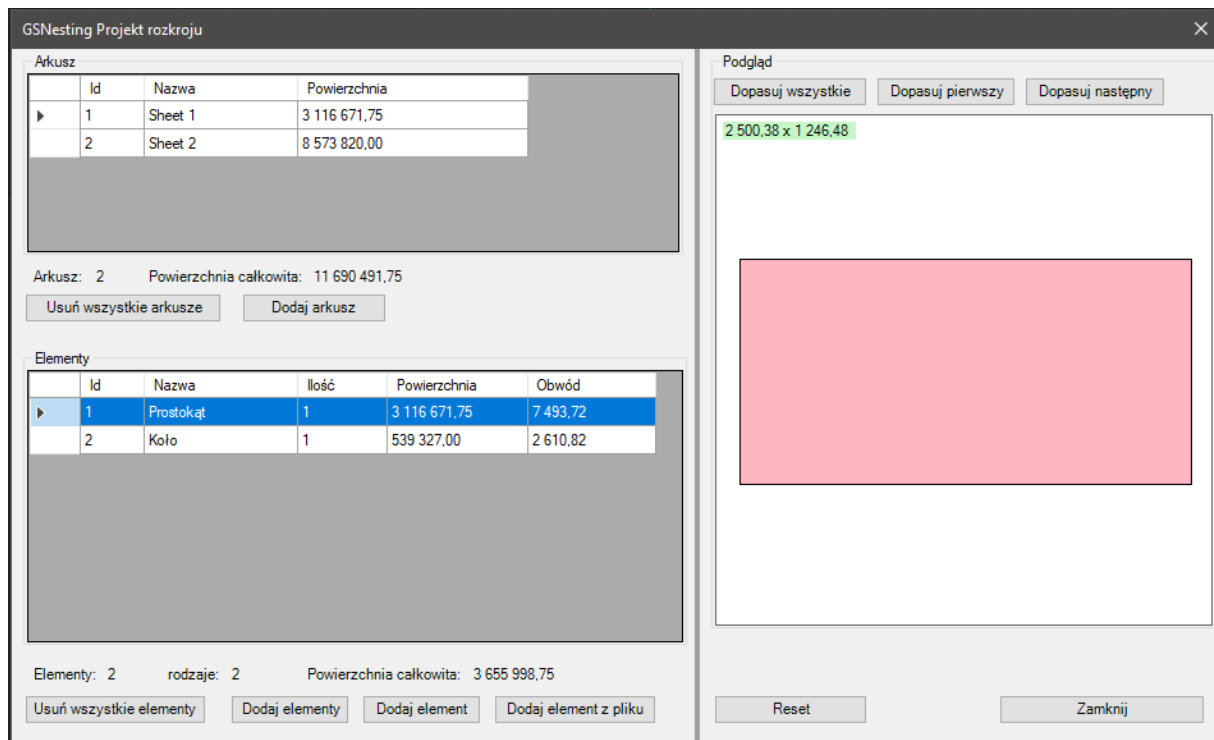 GSNesting Projekt rozkroju
Arkusz
Id Nazwa Powierzchnia
1 Sheet 1 3 116 671,75
2 Sheet 2 8 573 820,00
Arkusz: 2 Powierzchnia całkowita: 11 690 491,75
Usuń wszystkie arkusze Dodaj arkusz
Elementy
Id Nazwa Ilość Powierzchnia Obwód
1 Prostokąt 1 3 116 671,75 7 493,72
2 Koło 1 539 327,00 2 610,82
Elementy: 2 rodzaje: 2 Powierzchnia całkowita: 3 655 998,75
Usuń wszystkie elementy Dodaj elementy Dodaj element Dodaj element z pliku
Podgląd
Dopasuj wszystkie Dopasuj pierwszy Dopasuj następny
2 500,38 x 1 246,48
Reset Zamknij